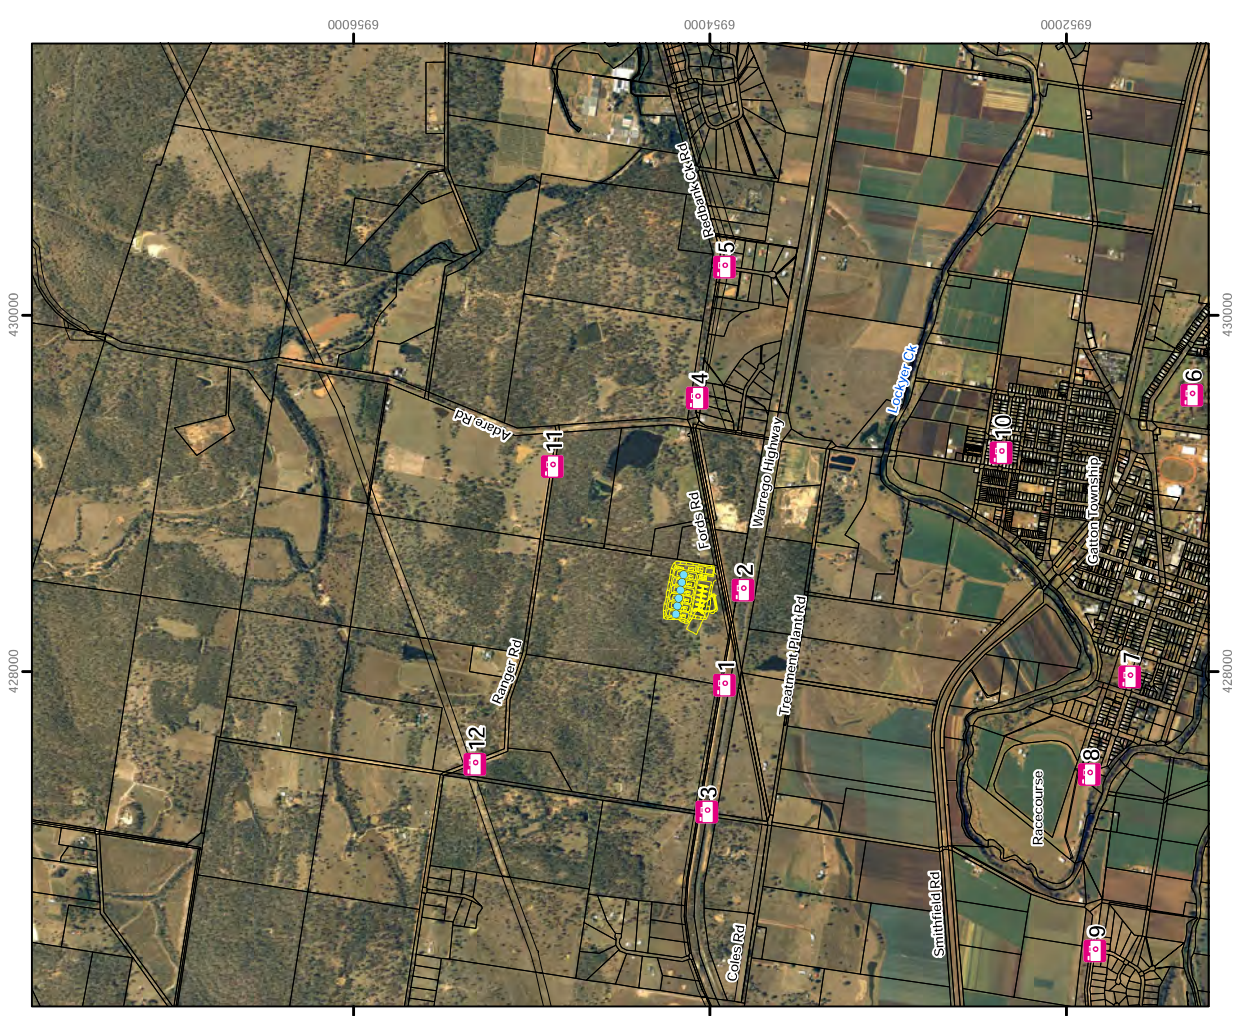 6956000
6954000
6952000
430000
430000
428000
428000
Redbank Ck Rd
5
4
6
Adare Rd
11
Lockyer Ck
Warrego Highway
10
Fords Rd
Gatton Township
2
Treatment Plant Rd
Ranger Rd
1
7
12
8
3
Racecourse
Smithfield Rd
Coles Rd
9